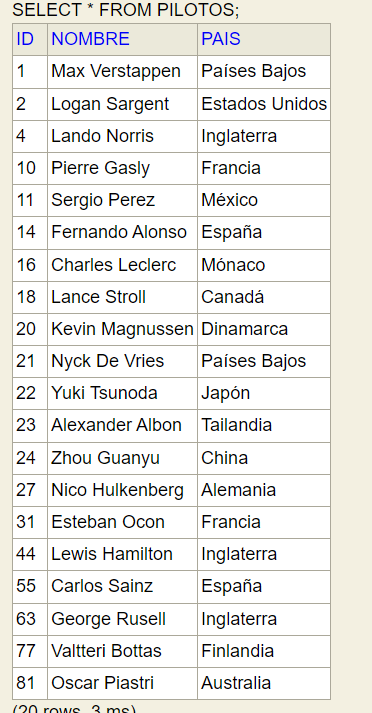 SELECT * FROM PILOTOS;
ID NOMBRE PAIS
1 Max Verstappen Países Bajos
2 Logan Sargent Estados Unidos
4 Lando Norris Inglaterra
10 Pierre Gasly Francia
11 Sergio Perez México
14 Fernando Alonso España
16 Charles Leclerc Mónaco
18 Lance Stroll Canadá
20 Kevin Magnussen Dinamarca
21 Nyck De Vries Países Bajos
22 Yuki Tsunoda Japón
23 Alexander Albon Tailandia
24 Zhou Guanyu China
27 Nico Hulkenberg Alemania
31 Esteban Ocon Francia
44 Lewis Hamilton Inglaterra
55 Carlos Sainz España
63 George Rusell Inglaterra
77 Valtteri Bottas Finlandia
81 Oscar Piastri Australia
(20 rows, 3 ms)